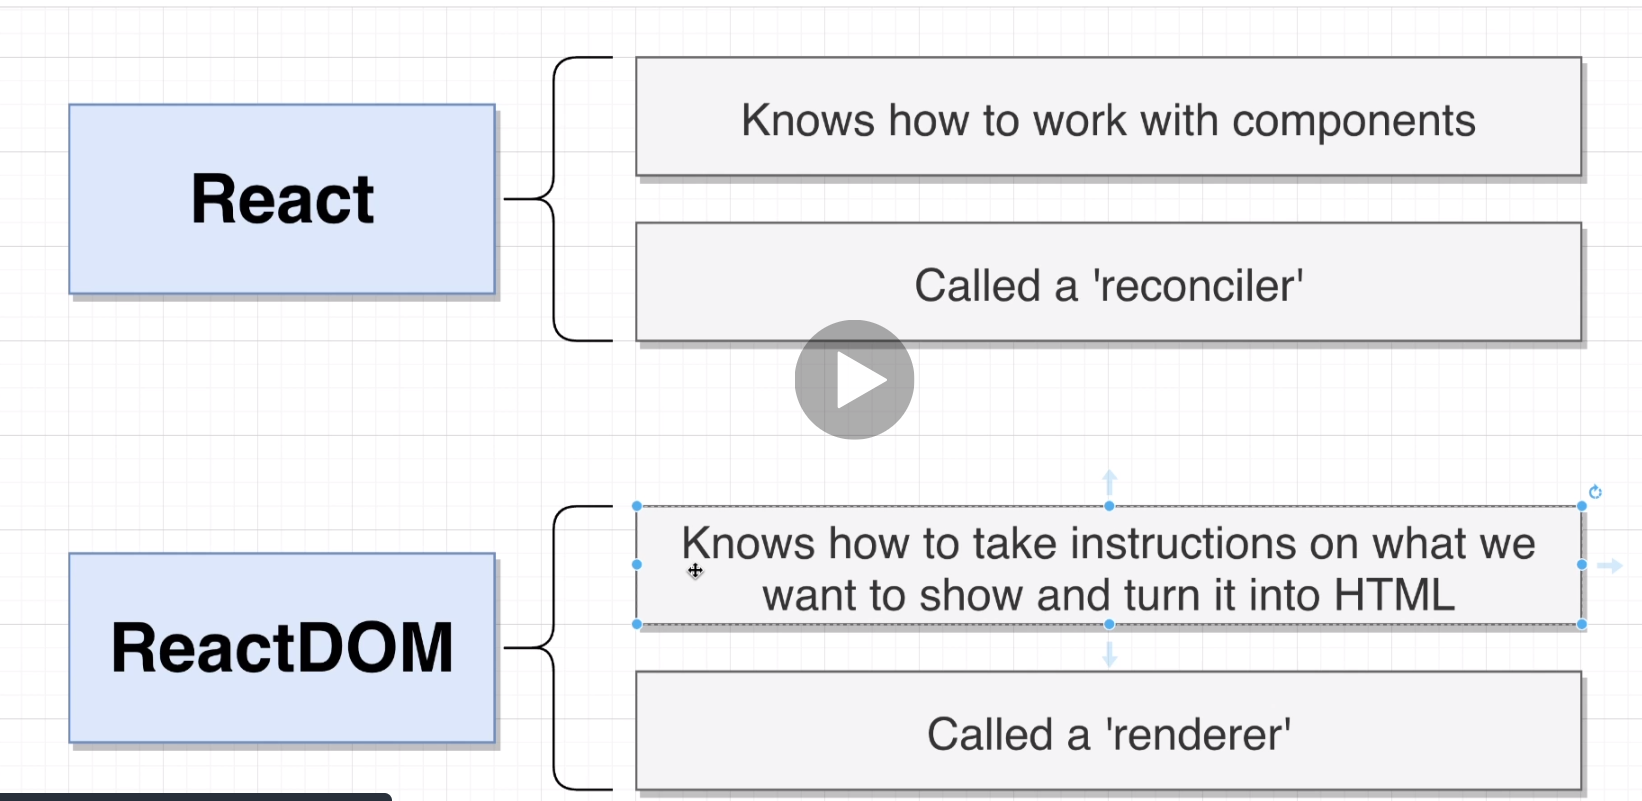 React
Knows how to work with components
Called a 'reconciler'
ReactDOM
Knows how to take instructions on what we
want to show and turn it into HTML
Called a 'renderer'